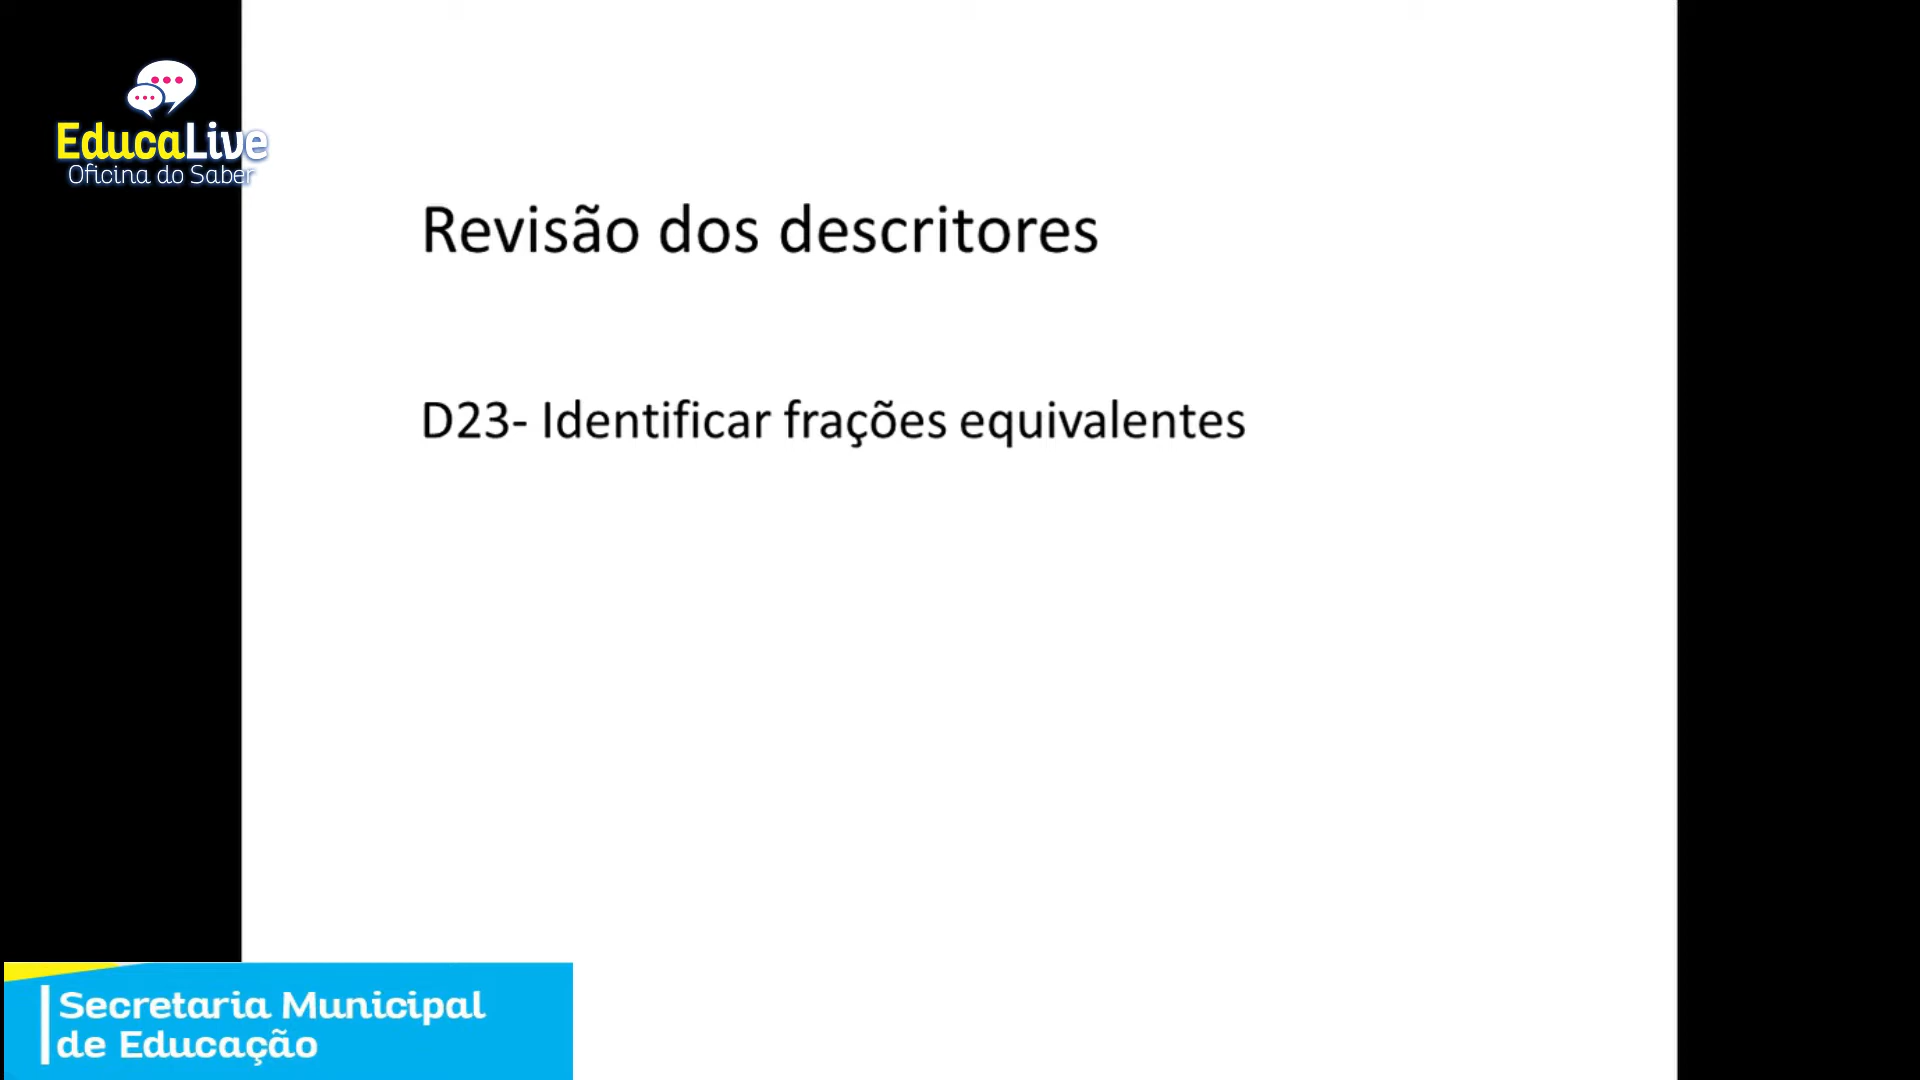 EducaLive
Oficina do Saber
Revisão dos descritores
D23- Identificar frações equivalentes
Secretaria Municipal
de Educação